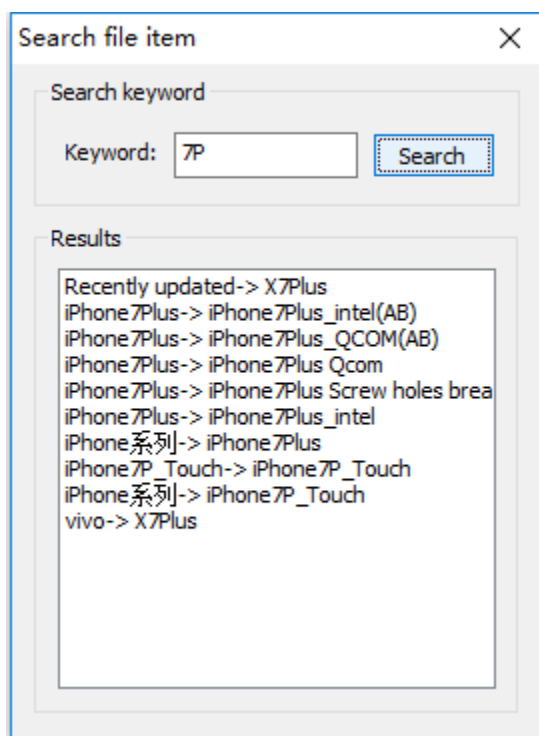 Search file item
Search keyword
Keyword: 7P Search
Results
Recently updated-> X7Plus
iPhone7Plus-> iPhone7Plus_intel(AB)
iPhone7Plus-> iPhone7Plus_QCOM(AB)
iPhone7Plus-> iPhone7Plus Qcom
iPhone7Plus-> iPhone7Plus Screw holes brea
iPhone7Plus-> iPhone7Plus_intel
iPhone系列-> iPhone7Plus
iPhone7P_Touch-> iPhone7P_Touch
iPhone系列-> iPhone7P_Touch
vivo-> X7Plus